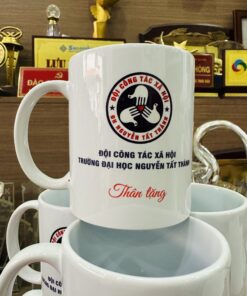 ĐỘI CÔNG TÁC XÃ HỘI
ĐH NGUYỄN TẤT THÀNH
ĐỘI CÔNG TÁC XÃ HỘI
TRƯỜNG ĐẠI HỌC NGUYỄN TẤT THÀNH
Thân tặng